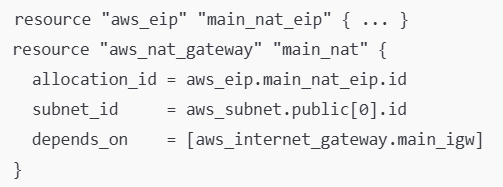 resource "aws_eip" "main_nat_eip" { ... }
resource "aws_nat_gateway" "main_nat" {
  allocation_id = aws_eip.main_nat_eip.id
  subnet_id     = aws_subnet.public[0].id
  depends_on    = [aws_internet_gateway.main_igw]
}